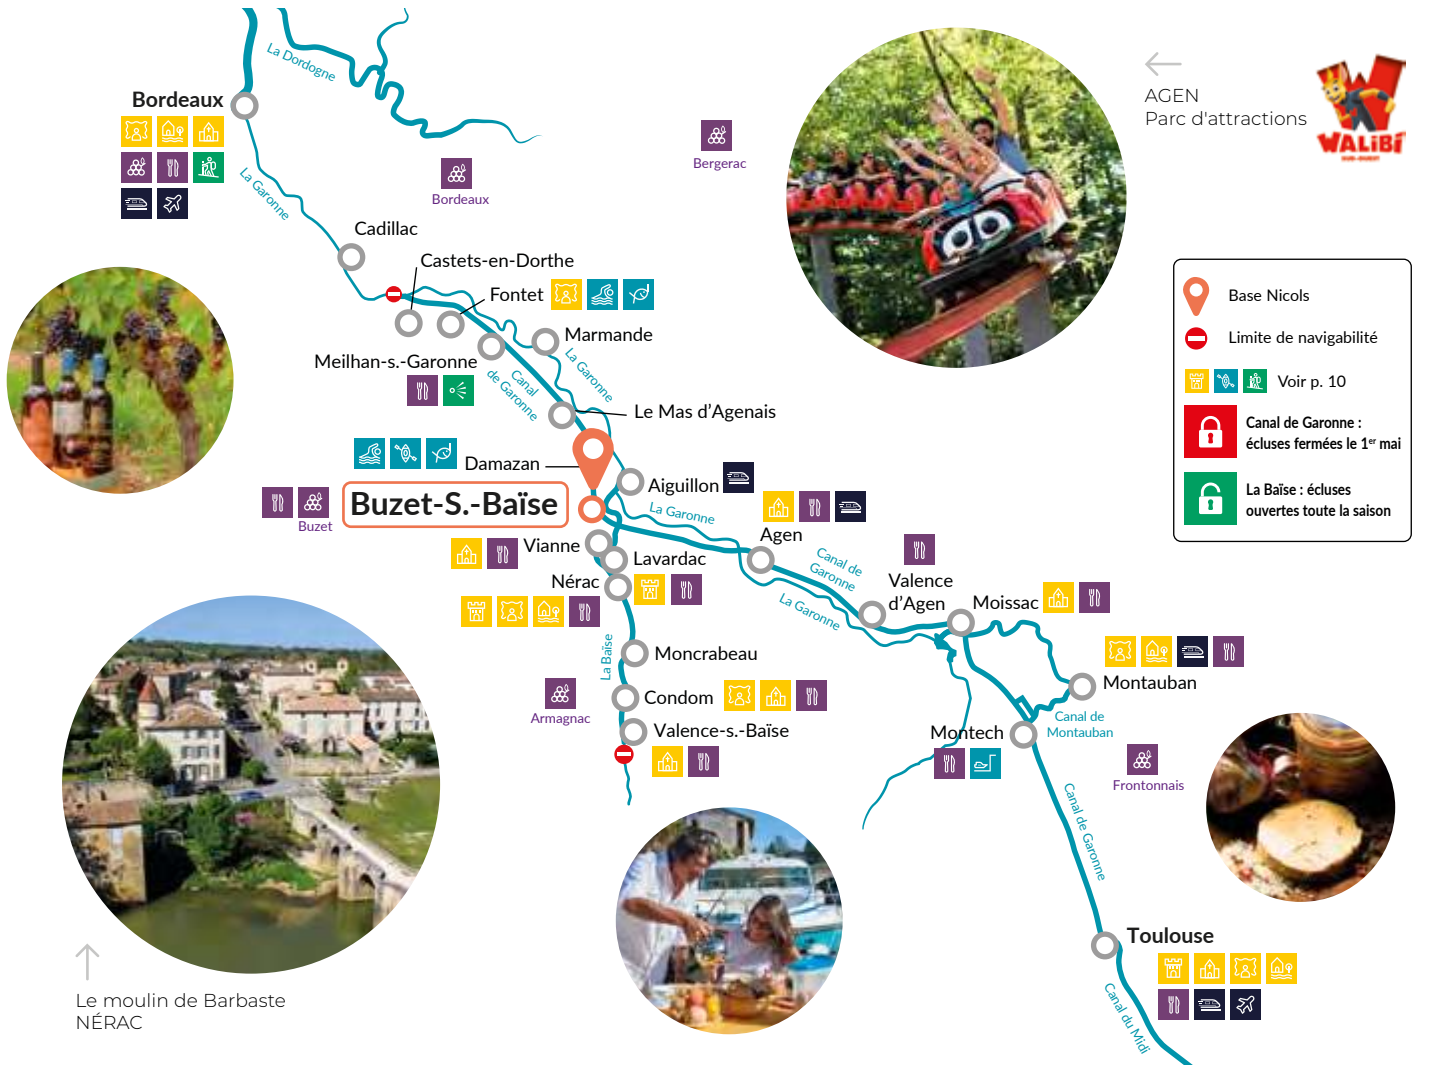 La Dordogne
Bordeaux
La Garonne
Bordeaux
Bergerac
AGEN
Parc d'attractions
WALiBi
SUD-OUEST
Cadillac
Castets-en-Dorthe
Fontet
Marmande
Meilhan-s.-Garonne
La Garonne
Canal
de Garonne
Le Mas d'Agenais
Damazan
Buzet-S.-Baïse
Buzet
Aiguillon
La Garonne
Agen
Vianne
Lavardac
Nérac
Canal de
Garonne
La Garonne
Valence
d'Agen
Moissac
Montauban
Canal de
Montauban
La Baïse
Moncrabeau
Armagnac
Condom
Valence-s.-Baïse
Montech
Frontonnais
Canal de Garonne
Toulouse
Canal du Midi
Base Nicols
Limite de navigabilité
Voir p. 10
Canal de Garonne :
écluses fermées le 1er mai
La Baïse : écluses
ouvertes toute la saison
Le moulin de Barbaste
NÉRAC